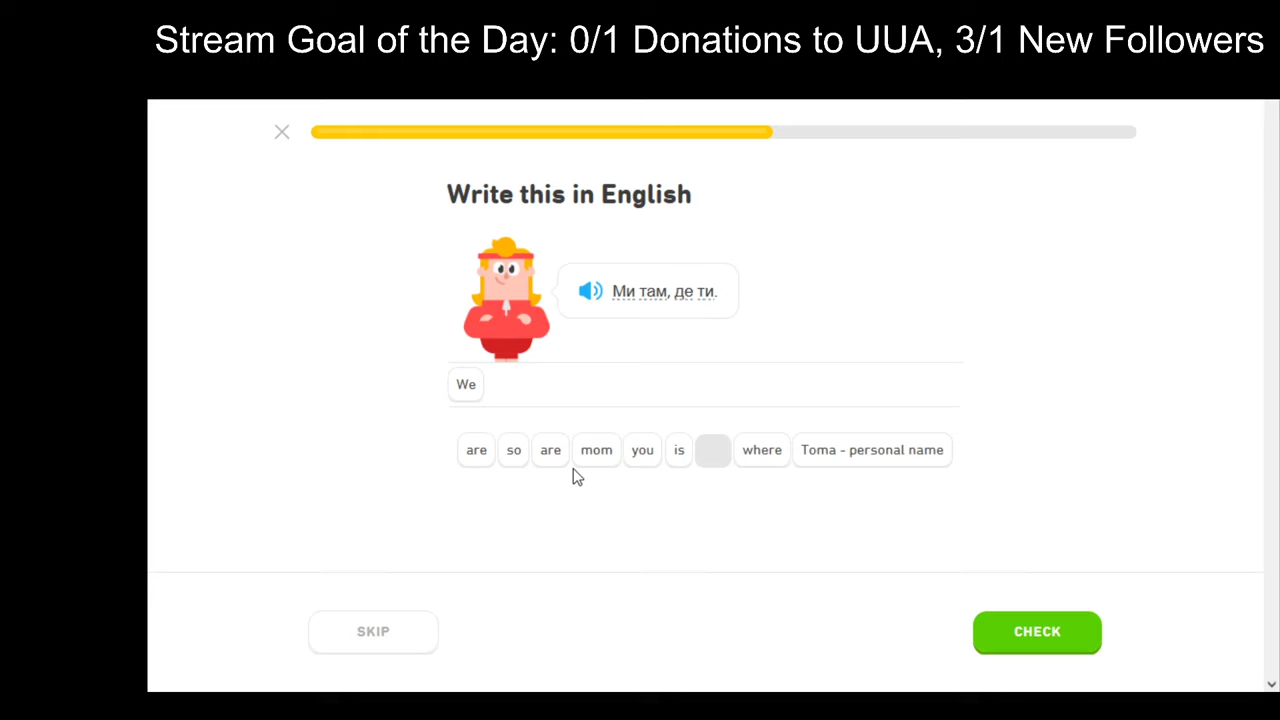 Stream Goal of the Day: 0/1 Donations to UUA, 3/1 New Followers
Write this in English
Ми там, де ти.
We
are so are mom you is where Toma - personal name
SKIP CHECK